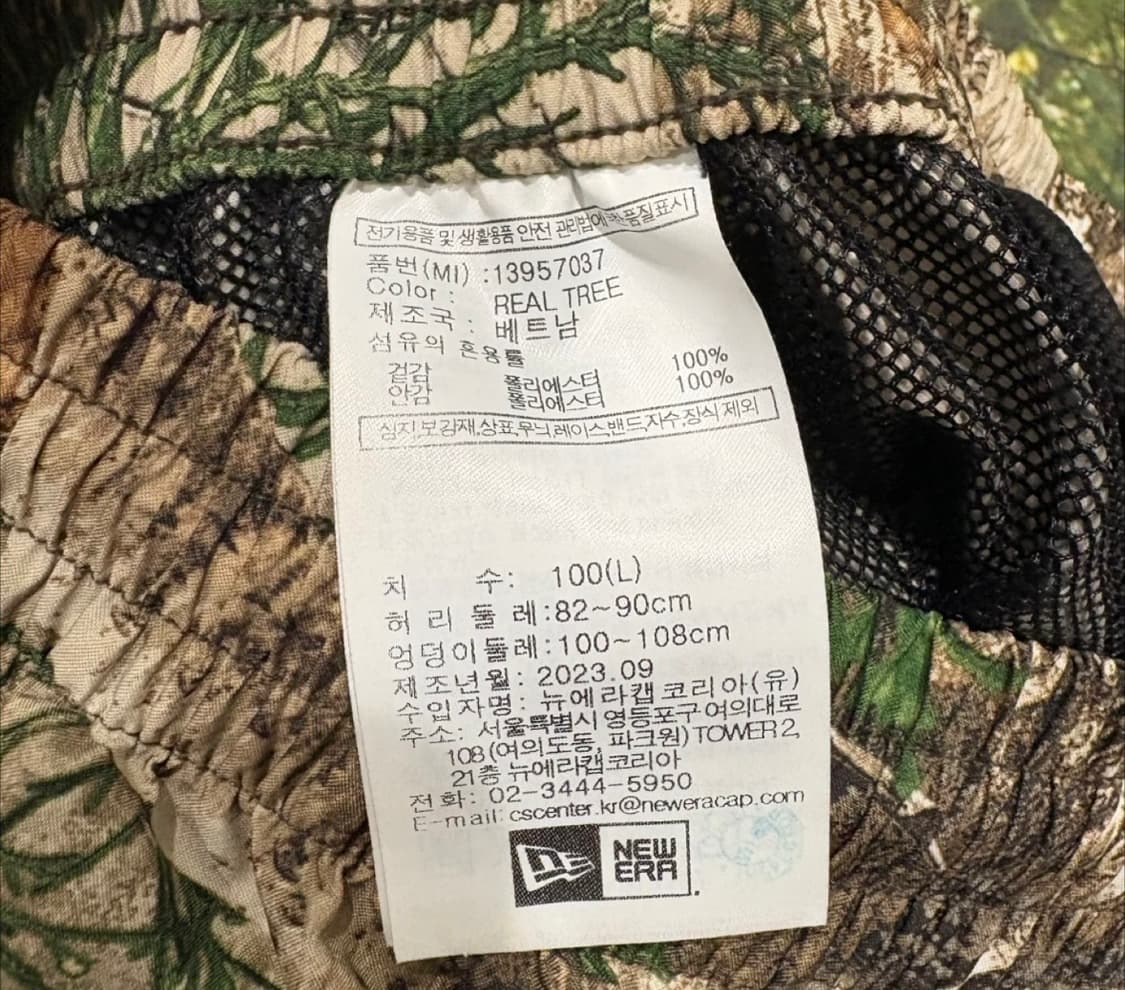 전기용품 및 생활용품 안전 관리법에 의한 품질표시
품번(MI) :13957037
Color : REAL TREE
제조국 : 베트남
섬유의 혼용률
겉감 폴리에스터 100%
안감 폴리에스터 100%
심지,보강재,상표,무늬,레이스,밴드,자수,장식 제외
치 수: 100(L)
허 리 둘 레:82~90cm
엉덩이둘레:100~108cm
제조년월: 2023.09
수입자명: 뉴에라캡 코리아(유)
주소: 서울특별시 영등포구 여의대로
108 (여의도동, 파크원) TOWER 2,
21층 뉴에라캡코리아
전화: 02-3444-5950
E-mail: cscenter.kr@neweracap.com
NEW
ERA